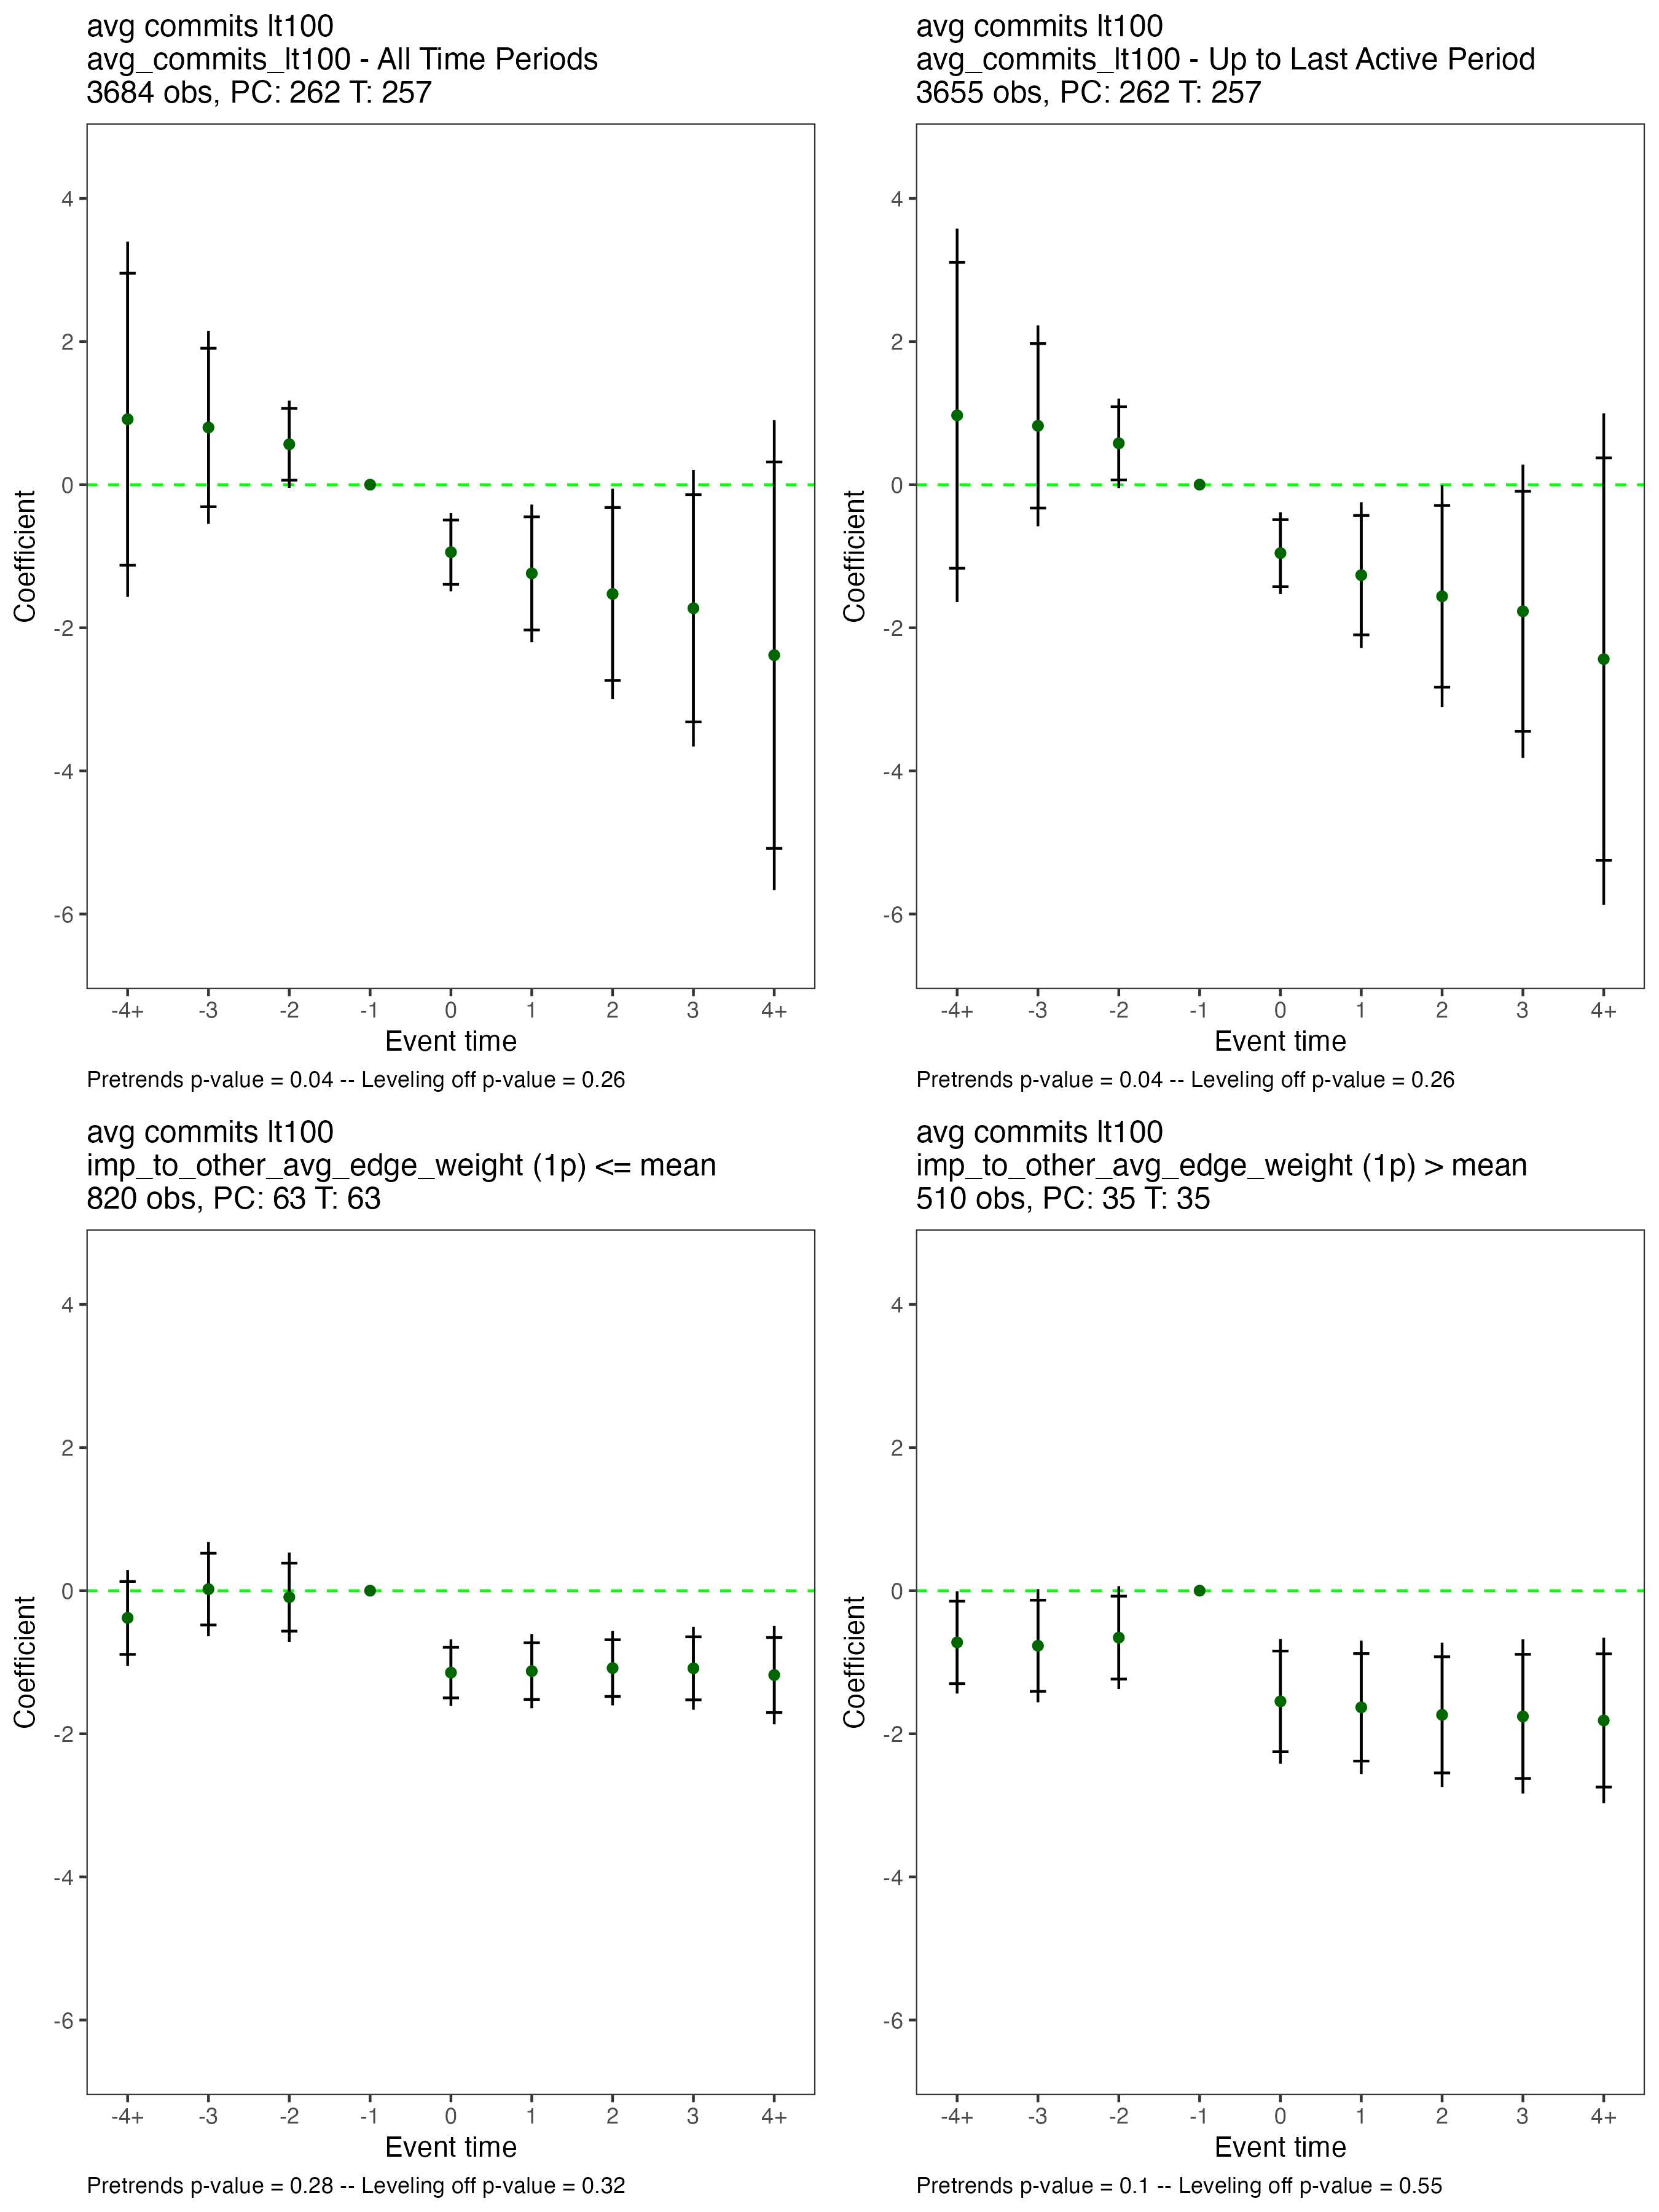 avg commits lt100
avg_commits_lt100 - All Time Periods
3684 obs, PC: 262 T: 257
4
2
0
-2
-4
-6
Coefficient
-4+ -3 -2 -1 0 1 2 3 4+
Event time
Pretrends p-value = 0.04 -- Leveling off p-value = 0.26
avg commits lt100
avg_commits_lt100 - Up to Last Active Period
3655 obs, PC: 262 T: 257
4
2
0
-2
-4
-6
Coefficient
-4+ -3 -2 -1 0 1 2 3 4+
Event time
Pretrends p-value = 0.04 -- Leveling off p-value = 0.26
avg commits lt100
imp_to_other_avg_edge_weight (1p) <= mean
820 obs, PC: 63 T: 63
4
2
0
-2
-4
-6
Coefficient
-4+ -3 -2 -1 0 1 2 3 4+
Event time
Pretrends p-value = 0.28 -- Leveling off p-value = 0.32
avg commits lt100
imp_to_other_avg_edge_weight (1p) > mean
510 obs, PC: 35 T: 35
4
2
0
-2
-4
-6
Coefficient
-4+ -3 -2 -1 0 1 2 3 4+
Event time
Pretrends p-value = 0.1 -- Leveling off p-value = 0.55